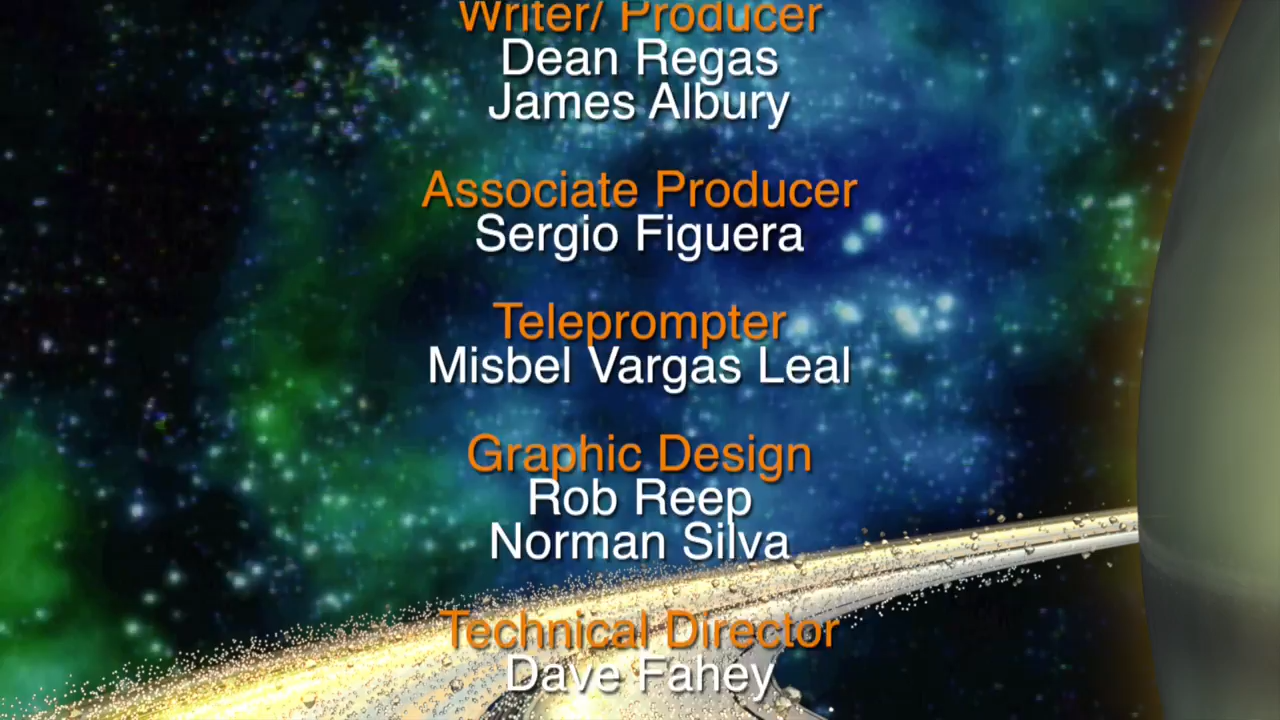 Writer/ Producer
Dean Regas
James Albury
Associate Producer
Sergio Figuera
Teleprompter
Misbel Vargas Leal
Graphic Design
Rob Reep
Norman Silva
Technical Director
Dave Fahey